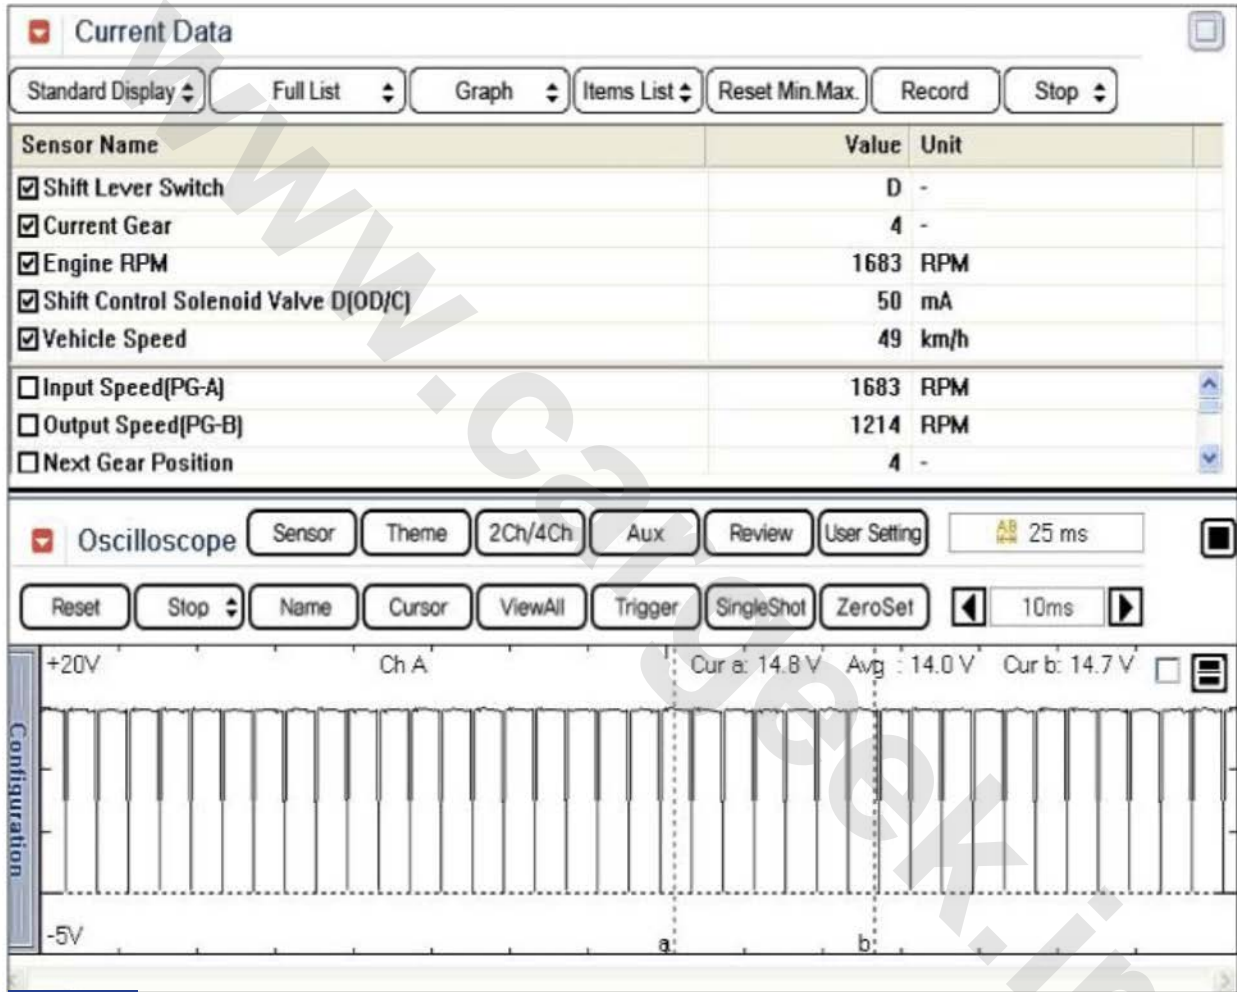 Current Data
Standard Display Full List Graph Items List Reset Min.Max. Record Stop
Sensor Name Value Unit
Shift Lever Switch D -
Current Gear 4 -
Engine RPM 1683 RPM
Shift Control Solenoid Valve D(OD/C) 50 mA
Vehicle Speed 49 km/h
Input Speed(PG-A) 1683 RPM
Output Speed(PG-B) 1214 RPM
Next Gear Position 4 -
Oscilloscope Sensor Theme 2Ch/4Ch Aux Review User Setting AB 25 ms
Reset Stop Name Cursor ViewAll Trigger SingleShot ZeroSet 10ms
+20V Ch A Cur a: 14.8 V Avg : 14.0 V Cur b: 14.7 V
Configuration
-5V a b
www.cargeek.ir